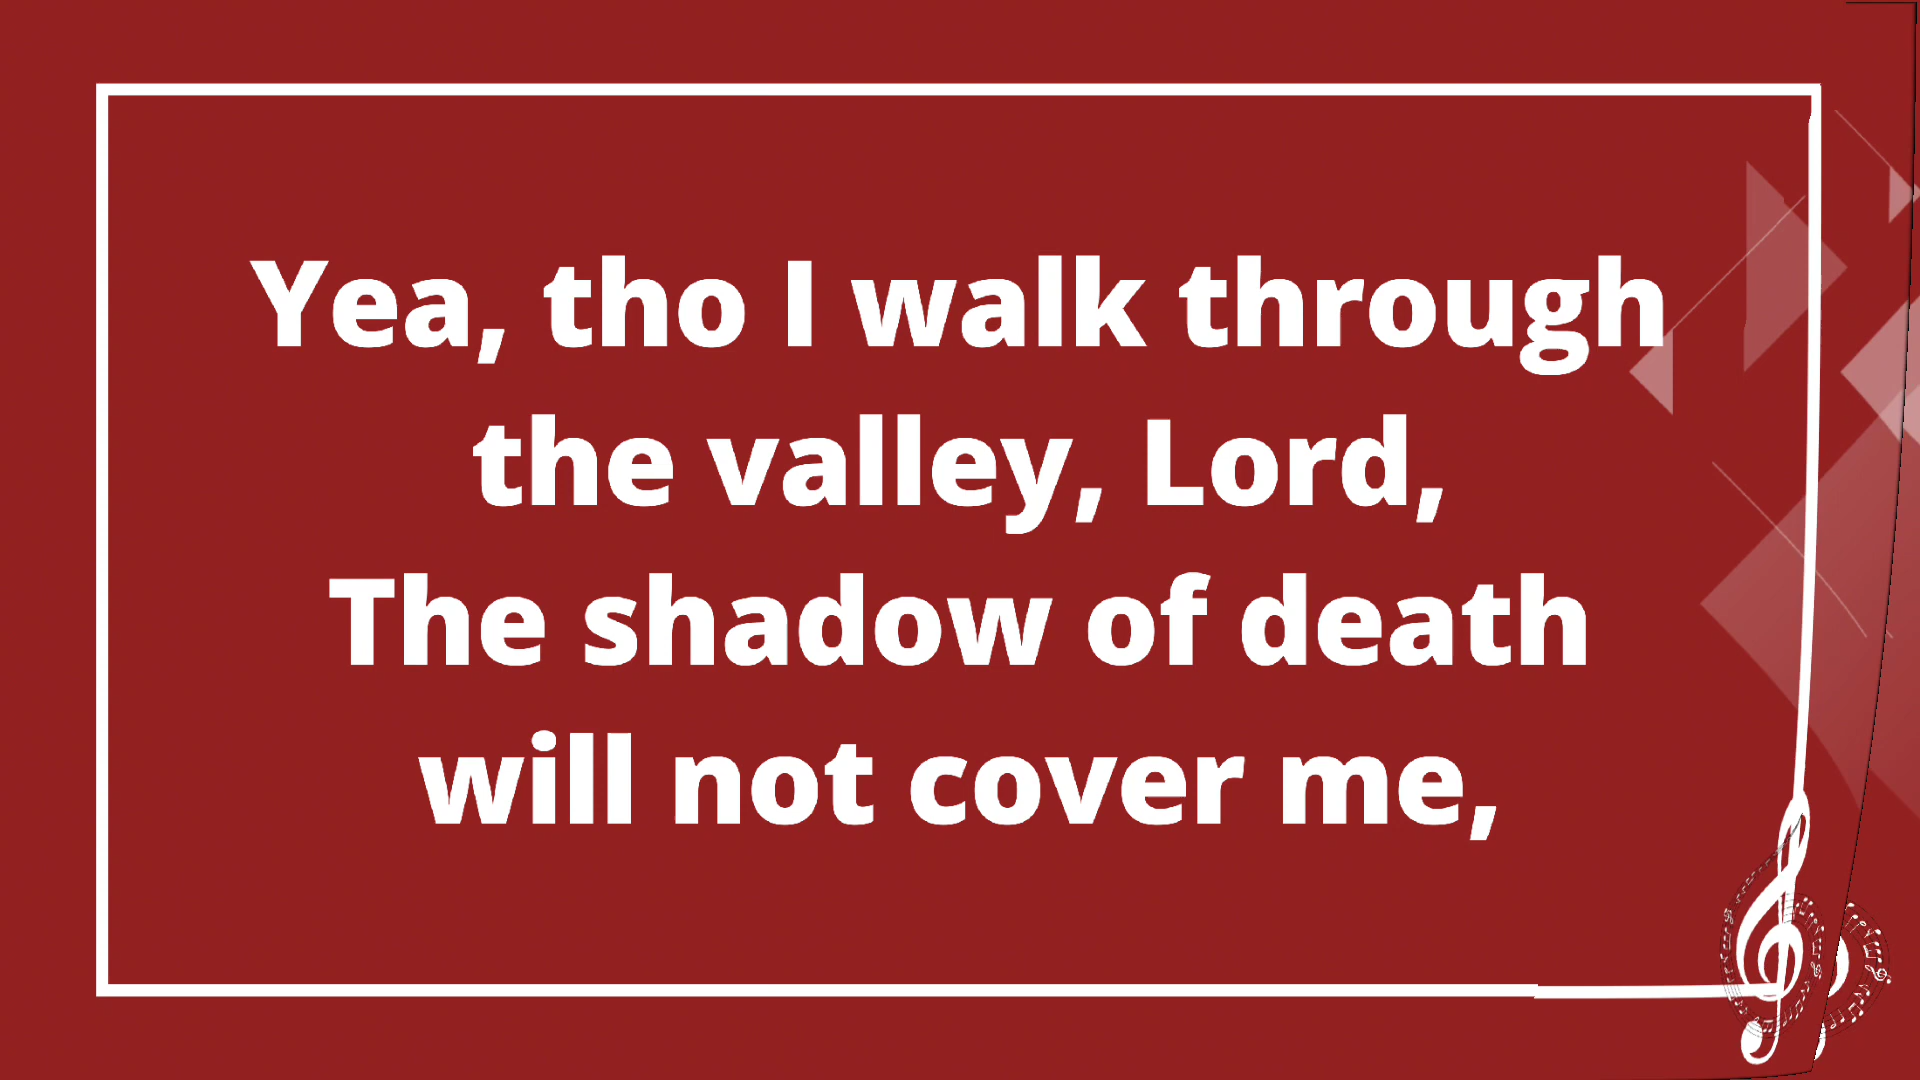 Yea, tho I walk through
the valley, Lord,
The shadow of death
will not cover me,